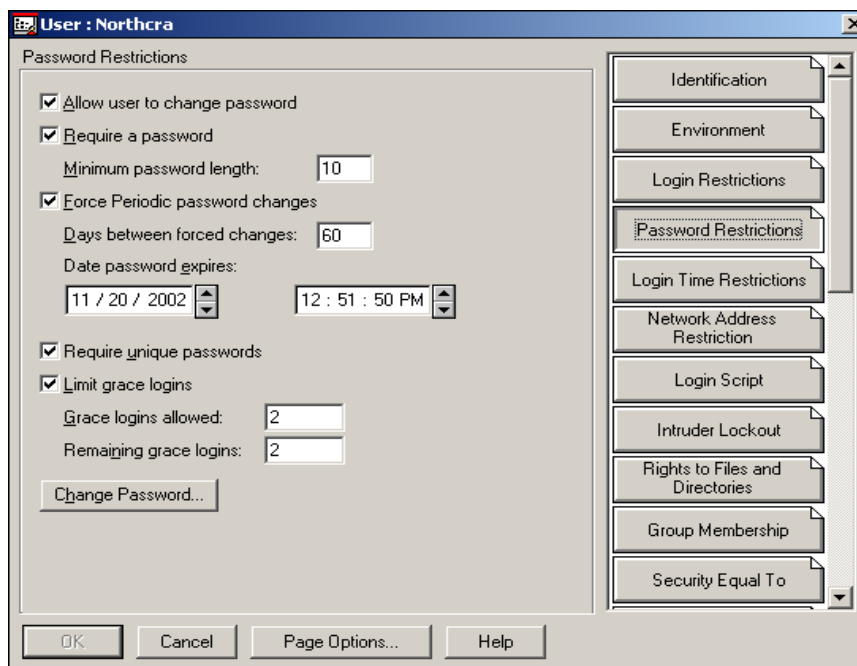 User : Northcra
Password Restrictions
Allow user to change password
Require a password
Minimum password length: 10
Force Periodic password changes
Days between forced changes: 60
Date password expires:
11 / 20 / 2002 12 : 51 : 50 PM
Require unique passwords
Limit grace logins
Grace logins allowed: 2
Remaining grace logins: 2
Change Password...
Identification
Environment
Login Restrictions
Password Restrictions
Login Time Restrictions
Network Address
Restriction
Login Script
Intruder Lockout
Rights to Files and
Directories
Group Membership
Security Equal To
OK Cancel Page Options... Help